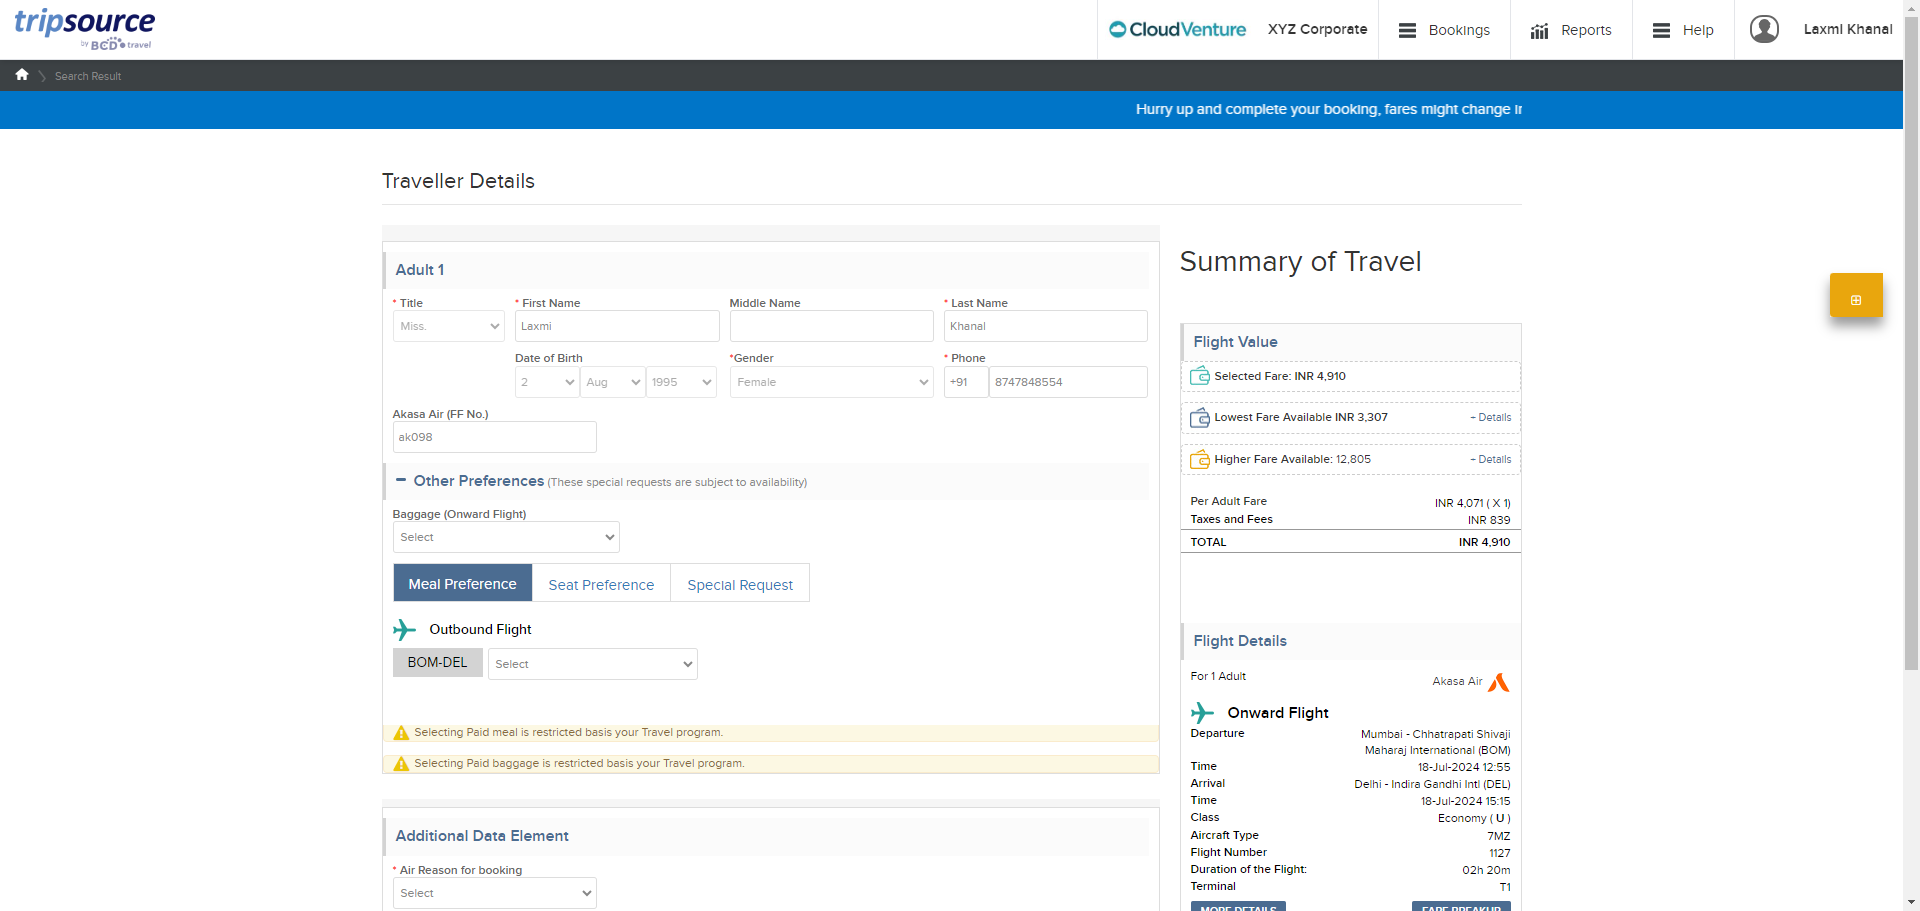 tripsource
by BCD travel
CloudVenture
XYZ Corporate
Bookings
Reports
Help
Laxmi Khanal
Search Result
Hurry up and complete your booking, fares might change in
Traveller Details
Adult 1
* Title
* First Name
Middle Name
* Last Name
Miss.
Laxmi
Khanal
Date of Birth
*Gender
* Phone
2
Aug
1995
Female
+91
8747848554
Akasa Air (FF No.)
ak098
Other Preferences (These special requests are subject to availability)
Baggage (Onward Flight)
Select
Meal Preference
Seat Preference
Special Request
Outbound Flight
BOM-DEL
Select
Selecting Paid meal is restricted basis your Travel program.
Selecting Paid baggage is restricted basis your Travel program.
Additional Data Element
* Air Reason for booking
Select
Summary of Travel
Flight Value
Selected Fare: INR 4,910
Lowest Fare Available INR 3,307
+ Details
Higher Fare Available: 12,805
+ Details
Per Adult Fare INR 4,071 ( X 1)
Taxes and Fees INR 839
TOTAL INR 4,910
Flight Details
For 1 Adult
Akasa Air
Onward Flight
Departure Mumbai - Chhatrapati Shivaji
Maharaj International (BOM)
Time 18-Jul-2024 12:55
Arrival Delhi - Indira Gandhi Intl (DEL)
Time 18-Jul-2024 15:15
Class Economy ( U )
Aircraft Type 7MZ
Flight Number 1127
Duration of the Flight: 02h 20m
Terminal T1
MORE DETAILS
FARE BREAKUP